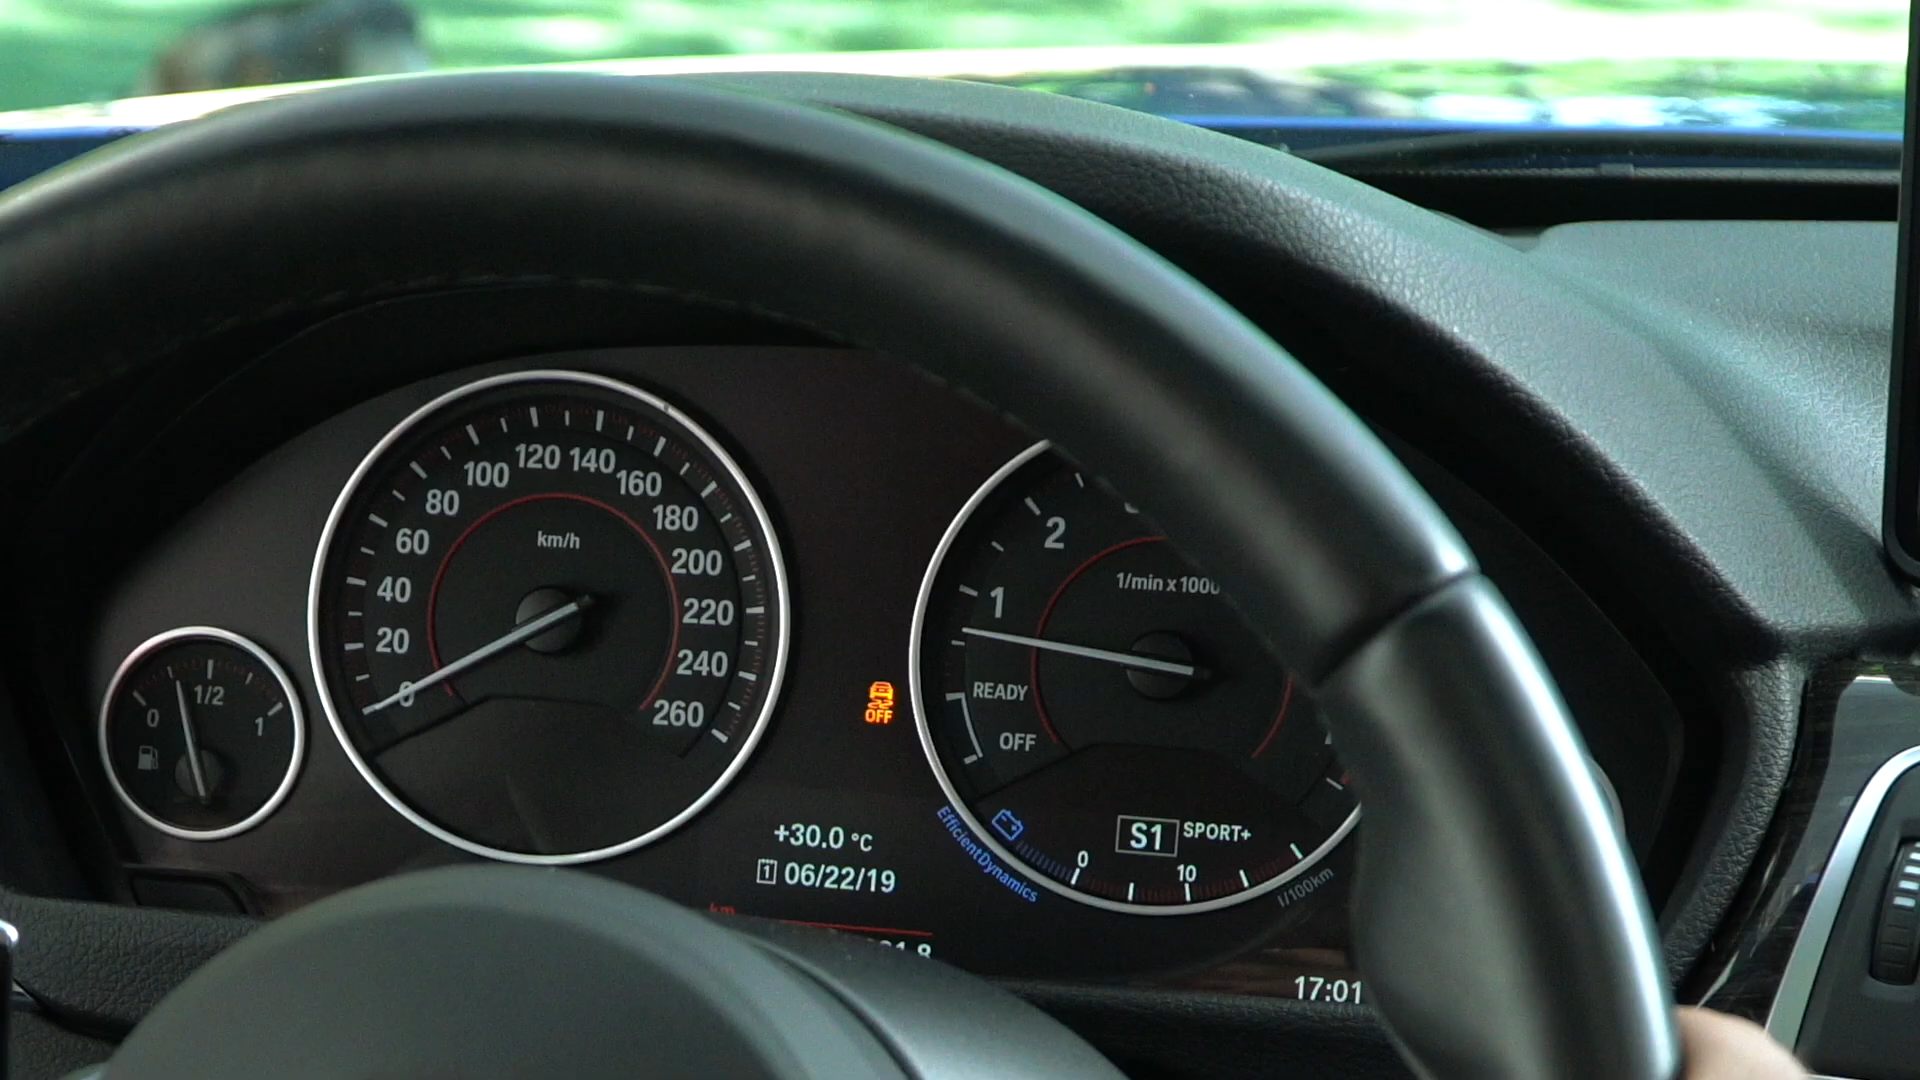 120 140
100 160
80 180
60 200
40 220
20 240
0 260
km/h
0 1/2 1
OFF
2
1
1/min x 1000
READY
OFF
+30.0 °C
1 06/22/19
km
S1 SPORT+
EfficientDynamics
0 10
l/100km
17:01